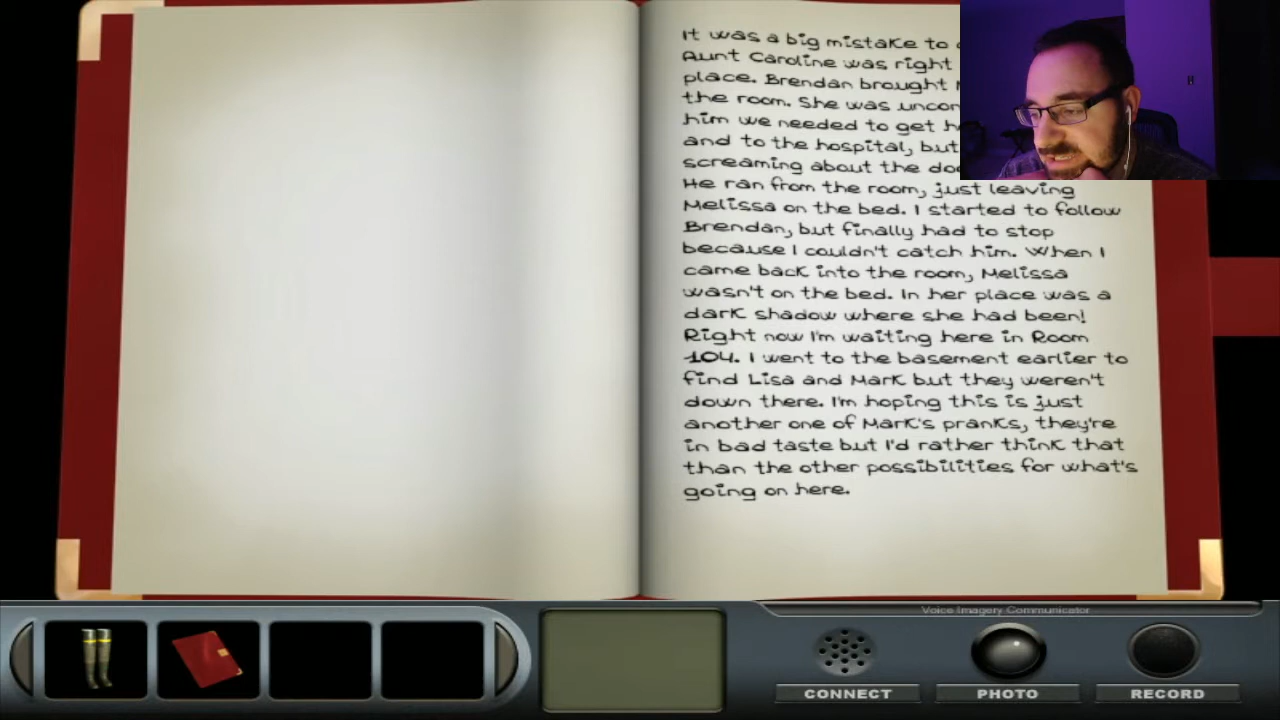 It was a big mistake to
Aunt Caroline was right
place. Brendan brought
the room. She was
him we needed to get
and to the hospital, but
screaming about the
He ran from the room, just leaving
Melissa on the bed. I started to follow
Brendan, but finally had to stop
because I couldn't catch him. When I
came back into the room, Melissa
wasn't on the bed. In her place was a
dark shadow where she had been!
Right now I'm waiting here in Room
104. I went to the basement earlier to
find Lisa and Mark but they weren't
down there. I'm hoping this is just
another one of Mark's pranks, they're
in bad taste but I'd rather think that
than the other possibilities for what's
going on here.
Voice Imagery Communicator
CONNECT PHOTO RECORD